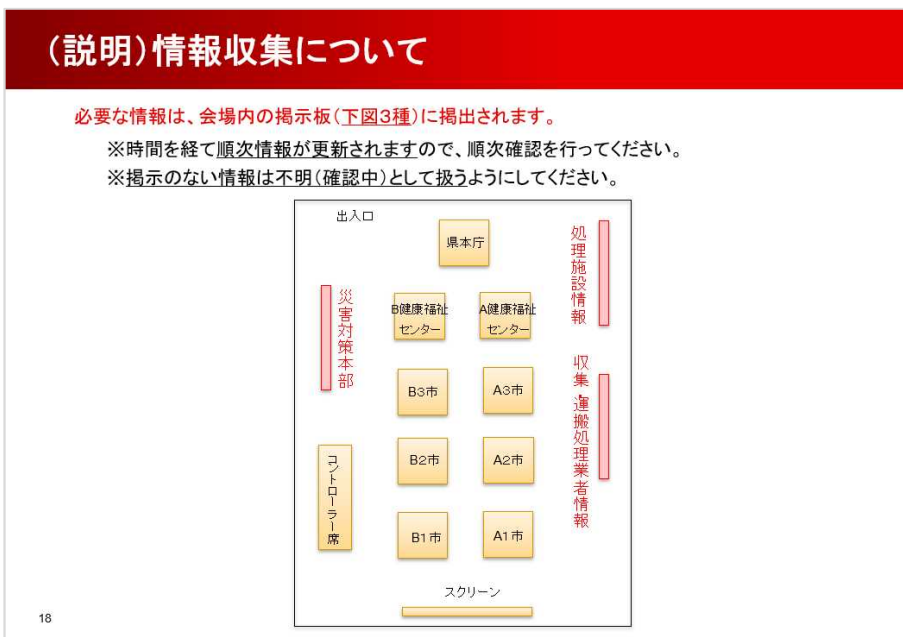 （説明）情報収集について
必要な情報は、会場内の掲示板（下図3種）に掲出されます。
※時間を経て順次情報が更新されますので、順次確認を行ってください。
※掲示のない情報は不明（確認中）として扱うようにしてください。
出入口
県本庁
処理施設情報
災害対策本部
B健康福祉
センター
A健康福祉
センター
収集・運搬処理業者情報
B3市
A3市
B2市
A2市
コントローラー席
B1市
A1市
スクリーン
18